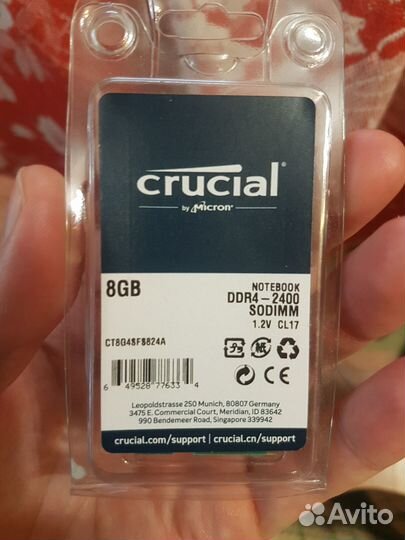 crucial®
by Micron®
8GB
NOTEBOOK
DDR4-2400
SODIMM
1.2V CL17
CT8G4SFS824A
6 49528 77633 4
Leopoldstrasse 250 Munich, 80807 Germany
3475 E. Commercial Court, Meridian, ID 83642
990 Bendemeer Road, Singapore 339942
crucial.com/support | crucial.cn/support
Avito